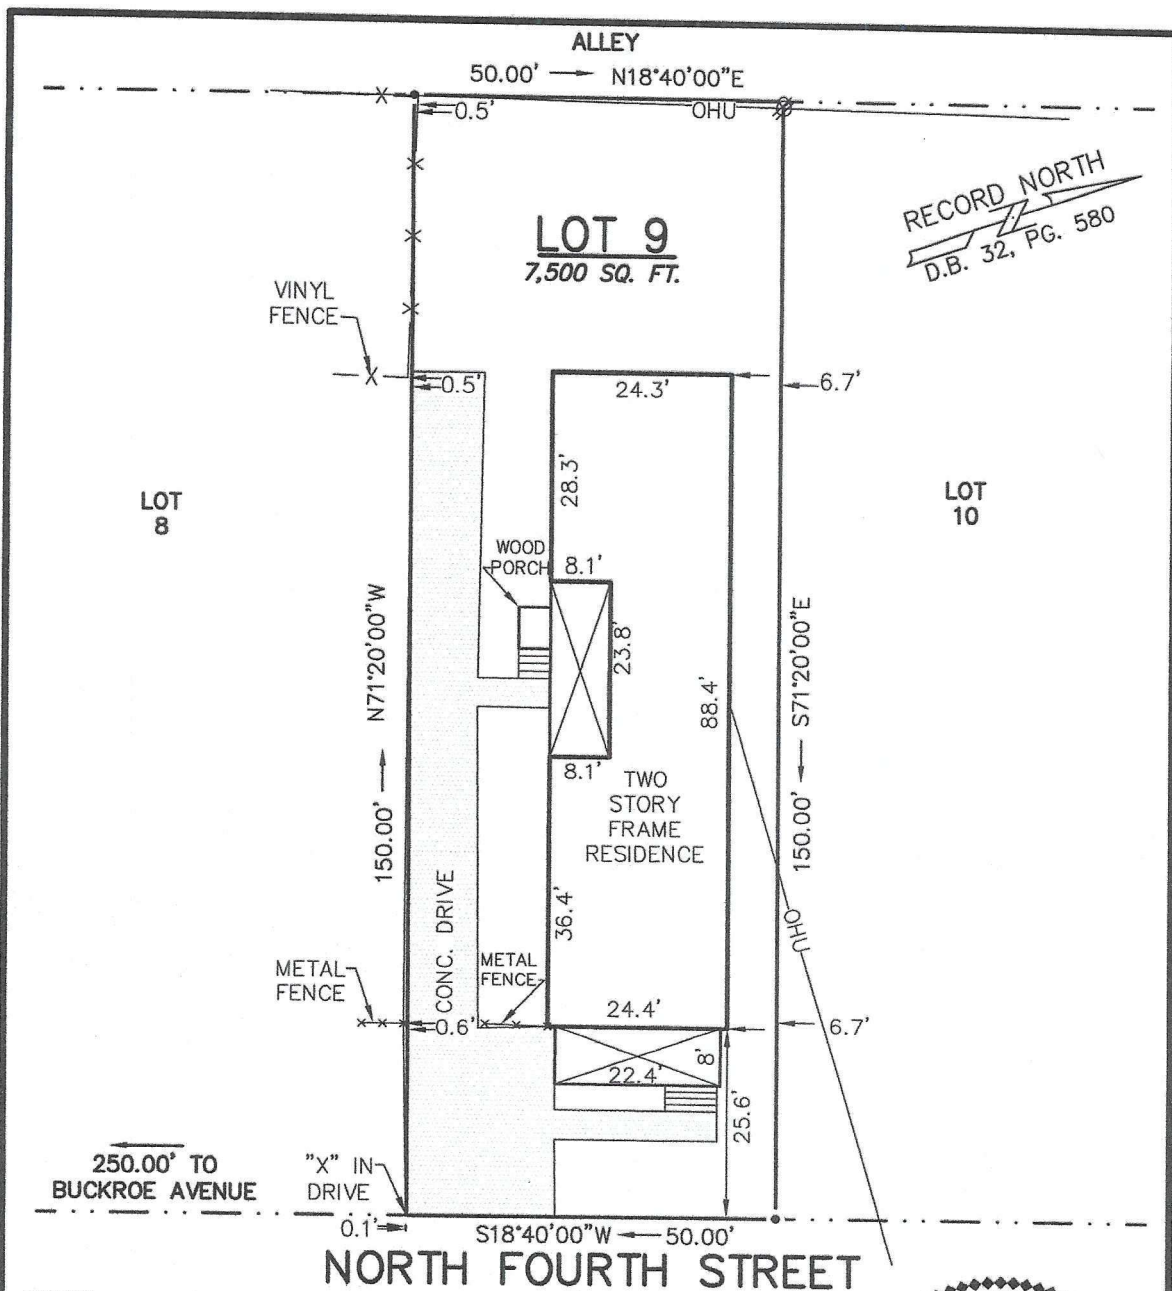 ALLEY
50.00' N18°40'00"E
0.5'
OHU
RECORD NORTH
D.B. 32, PG. 580
LOT 9
7,500 SQ. FT.
VINYL
FENCE
0.5'
24.3'
6.7'
LOT
8
28.3'
LOT
10
WOOD
PORCH
8.1'
N71°20'00"W
150.00'
23.8'
88.4'
S71°20'00"E
150.00'
8.1'
TWO
STORY
FRAME
RESIDENCE
CONC. DRIVE
36.4'
OHU
METAL
FENCE
METAL
FENCE
0.6'
24.4'
6.7'
8'
22.4'
25.6'
250.00' TO
BUCKROE AVENUE
"X" IN
DRIVE
0.1'
S18°40'00"W 50.00'
NORTH FOURTH STREET